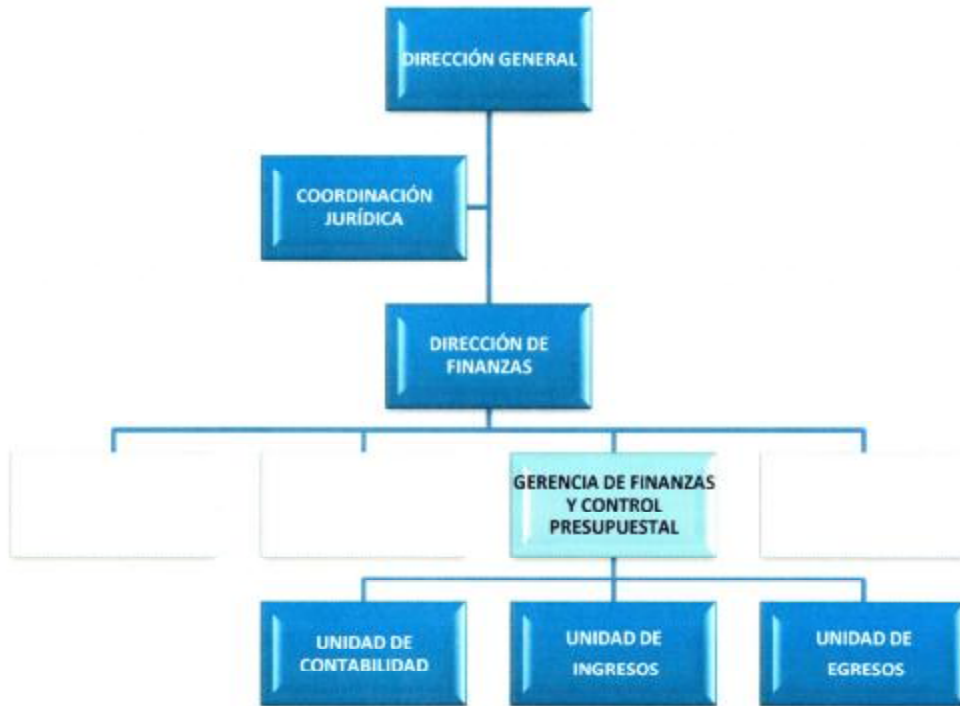 DIRECCIÓN GENERAL
COORDINACIÓN
JURÍDICA
DIRECCIÓN DE
FINANZAS
GERENCIA DE FINANZAS
Y CONTROL
PRESUPUESTAL
UNIDAD DE
CONTABILIDAD
UNIDAD DE
INGRESOS
UNIDAD DE
EGRESOS